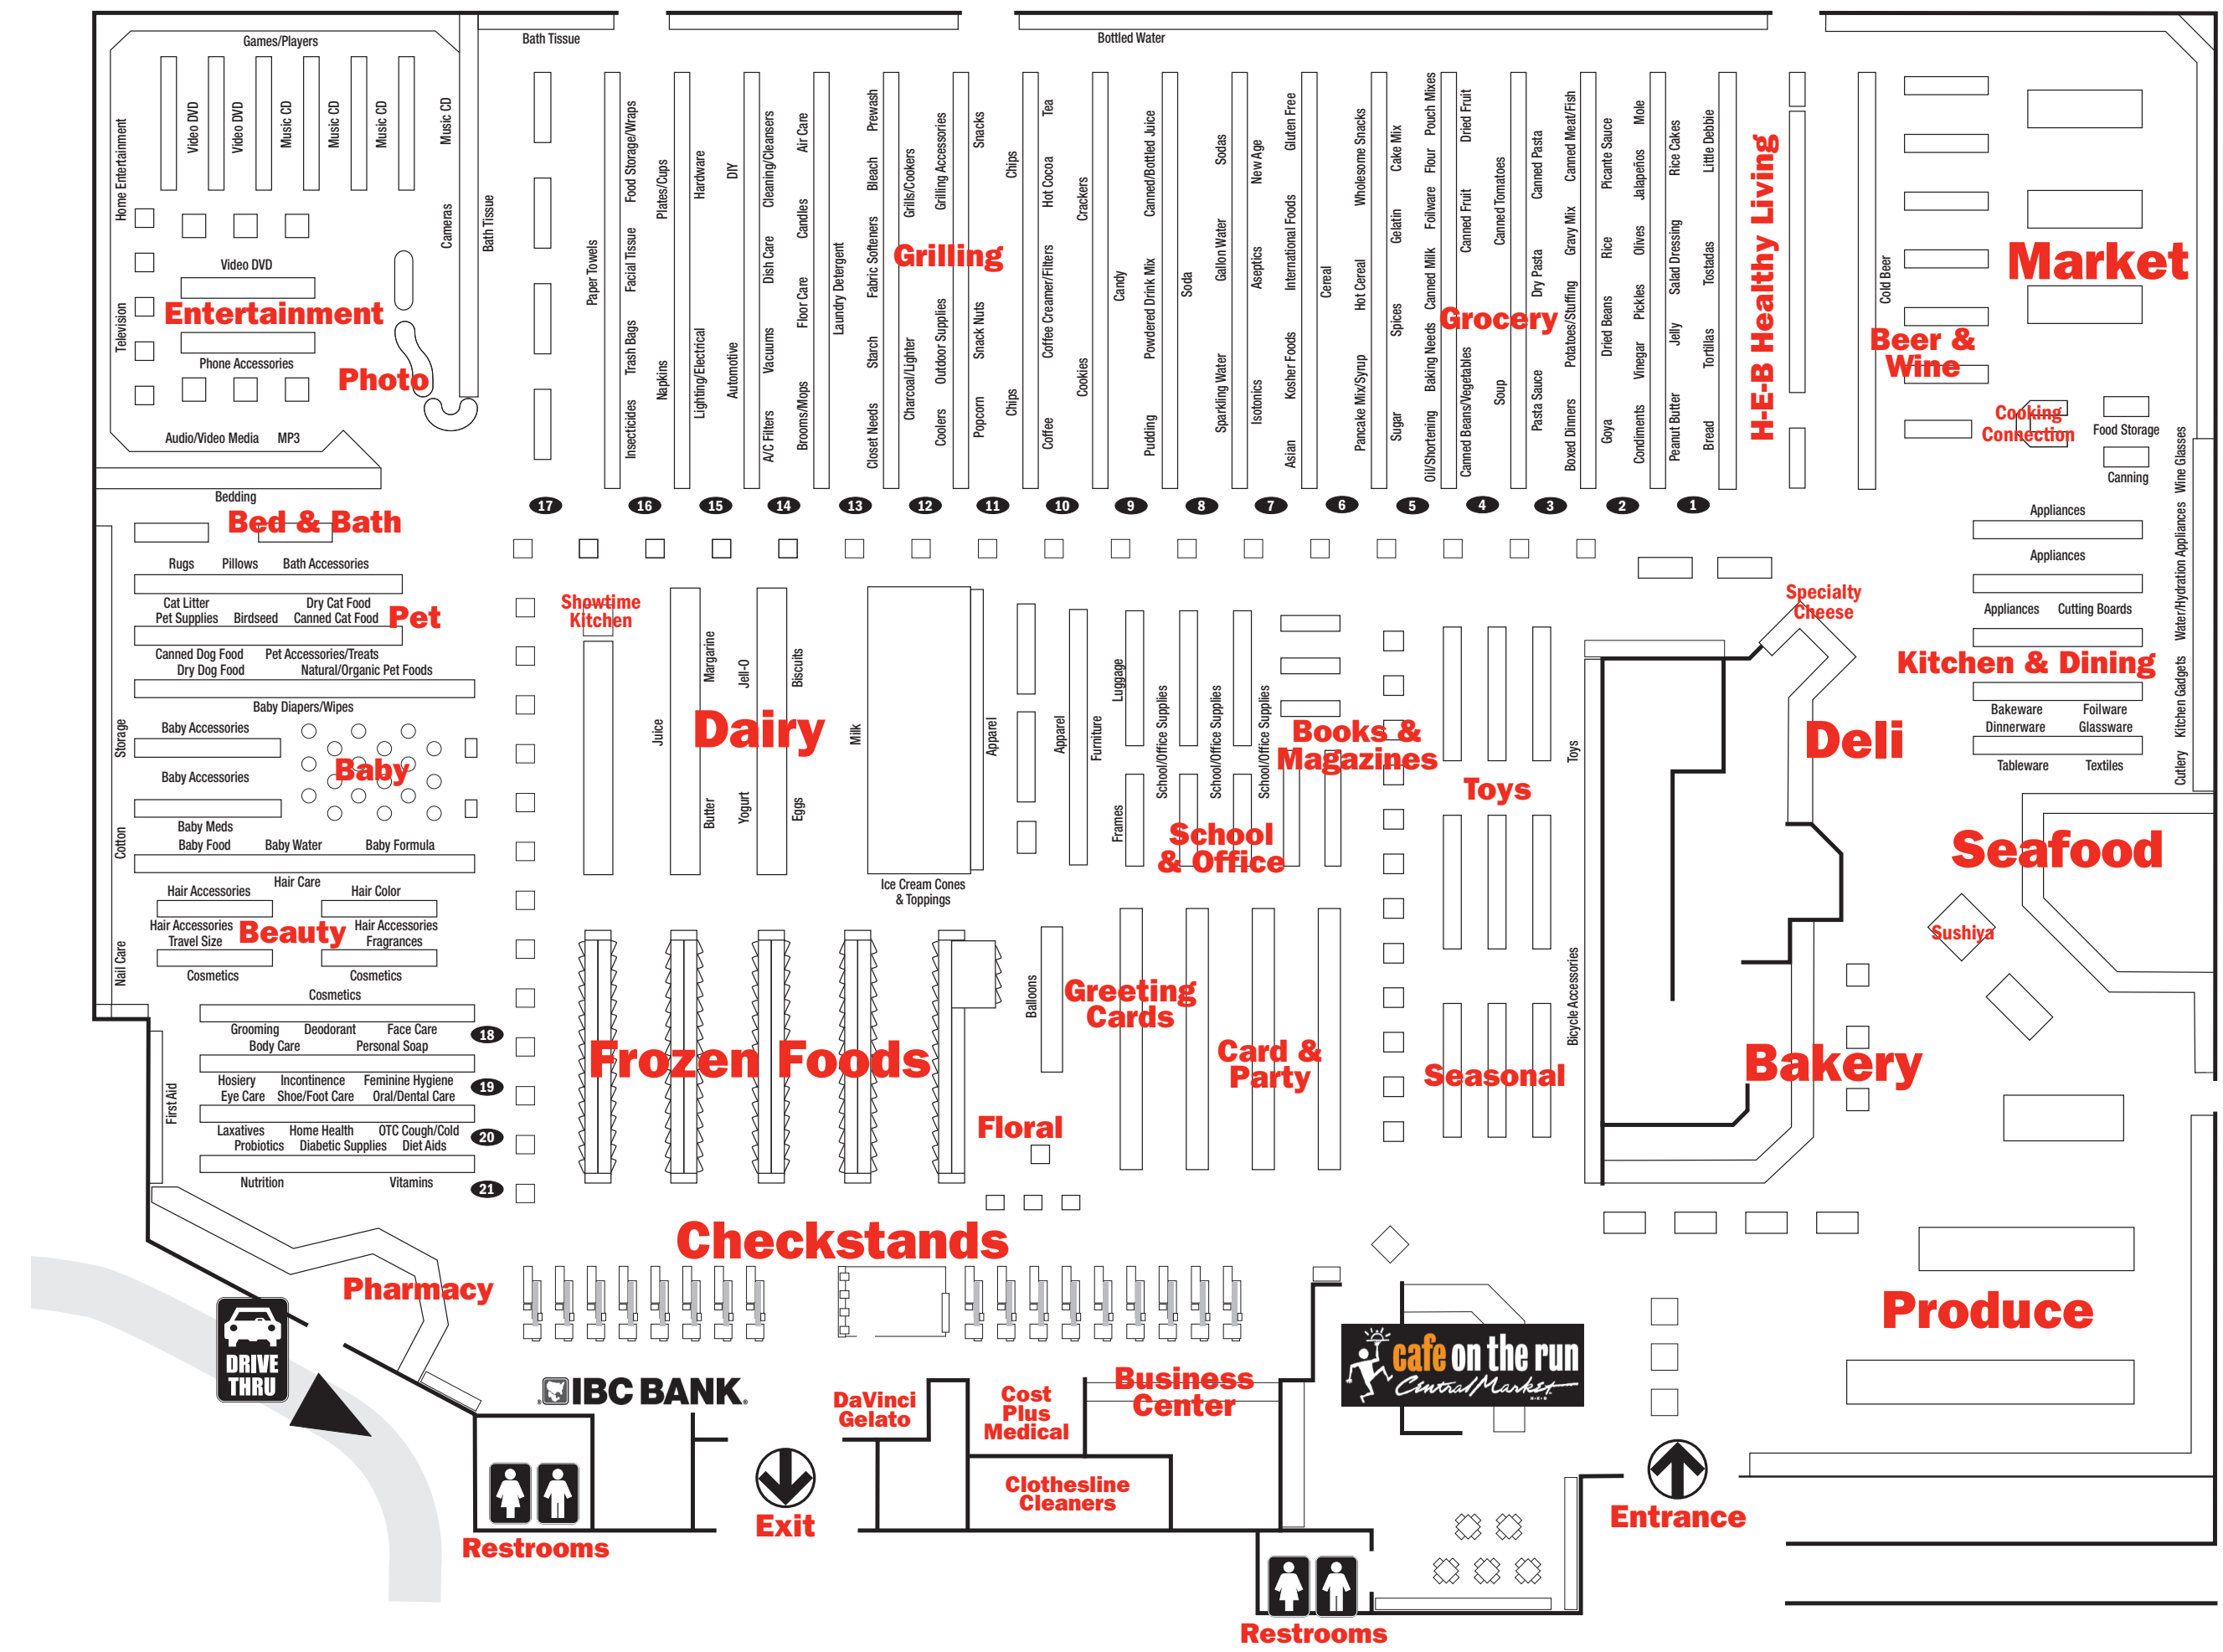 Games/Players
Bath Tissue
Bottled Water
Home Entertainment
Television
Video DVD
Video DVD
Music CD
Music CD
Music CD
Music CD
Cameras
Bath Tissue
Video DVD
Entertainment
Phone Accessories
Photo
Audio/Video Media
MP3
Paper Towels
Food Storage/Wraps
Facial Tissue
Trash Bags
Insecticides
Plates/Cups
Napkins
Hardware
Lighting/Electrical
DIY
Automotive
Cleaning/Cleansers
Dish Care
Vacuums
A/C Filters
Air Care
Candles
Floor Care
Brooms/Mops
Laundry Detergent
Prewash
Bleach
Fabric Softeners
Starch
Closet Needs
Grills/Cookers
Charcoal/Lighter
Grilling Accessories
Outdoor Supplies
Coolers
Grilling
Snacks
Snack Nuts
Popcorn
Chips
Chips
Tea
Hot Cocoa
Coffee Creamer/Filters
Coffee
Crackers
Cookies
Candy
Canned/Bottled Juice
Powdered Drink Mix
Pudding
Soda
Sodas
Gallon Water
Sparkling Water
New Age
Aseptics
Isotonics
Gluten Free
International Foods
Kosher Foods
Asian
Cereal
Wholesome Snacks
Hot Cereal
Pancake Mix/Syrup
Cake Mix
Gelatin
Spices
Sugar
Pouch Mixes
Flour
Foilware
Canned Milk
Baking Needs
Oil/Shortening
Dried Fruit
Canned Fruit
Canned Beans/Vegetables
Grocery
Canned Tomatoes
Soup
Canned Pasta
Dry Pasta
Pasta Sauce
Canned Meat/Fish
Gravy Mix
Potatoes/Stuffing
Boxed Dinners
Picante Sauce
Rice
Dried Beans
Goya
Mole
Jalapeños
Olives
Pickles
Vinegar
Condiments
Rice Cakes
Salad Dressing
Jelly
Peanut Butter
Little Debbie
Tostadas
Tortillas
Bread
H-E-B Healthy Living
Cold Beer
Beer &
Wine
Market
Cooking
Connection
Food Storage
Canning
17
16
15
14
13
12
11
10
9
8
7
6
5
4
3
2
1
Bedding
Bed & Bath
Rugs
Pillows
Bath Accessories
Cat Litter
Dry Cat Food
Pet Supplies
Birdseed
Canned Cat Food
Pet
Canned Dog Food
Pet Accessories/Treats
Dry Dog Food
Natural/Organic Pet Foods
Baby Diapers/Wipes
Baby Accessories
Baby Accessories
Baby
Baby Meds
Baby Food
Baby Water
Baby Formula
Storage
Cotton
Nail Care
Hair Care
Hair Accessories
Hair Color
Hair Accessories
Travel Size
Beauty
Hair Accessories
Fragrances
Cosmetics
Cosmetics
Cosmetics
Grooming
Deodorant
Face Care
18
Body Care
Personal Soap
Hosiery
Incontinence
Feminine Hygiene
19
Eye Care
Shoe/Foot Care
Oral/Dental Care
Laxatives
Home Health
OTC Cough/Cold
20
Probiotics
Diabetic Supplies
Diet Aids
Nutrition
Vitamins
21
First Aid
Showtime
Kitchen
Juice
Margarine
Butter
Jell-O
Yogurt
Biscuits
Eggs
Dairy
Milk
Ice Cream Cones
& Toppings
Apparel
Apparel
Furniture
Luggage
Frames
School/Office Supplies
School/Office Supplies
School/Office Supplies
School
& Office
Books &
Magazines
Toys
Toys
Bicycle Accessories
Specialty
Cheese
Deli
Appliances
Appliances
Appliances
Cutting Boards
Kitchen & Dining
Bakeware
Foilware
Dinnerware
Glassware
Tableware
Textiles
Wine Glasses
Water/Hydration Appliances
Kitchen Gadgets
Cutlery
Seafood
Sushiya
Frozen Foods
Balloons
Greeting
Cards
Card &
Party
Floral
Seasonal
Bakery
Checkstands
Pharmacy
DRIVE
THRU
IBC BANK
DaVinci
Gelato
Cost
Plus
Medical
Business
Center
Clothesline
Cleaners
cafe on the run
Central Market
H-E-B
Produce
Exit
Entrance
Restrooms
Restrooms